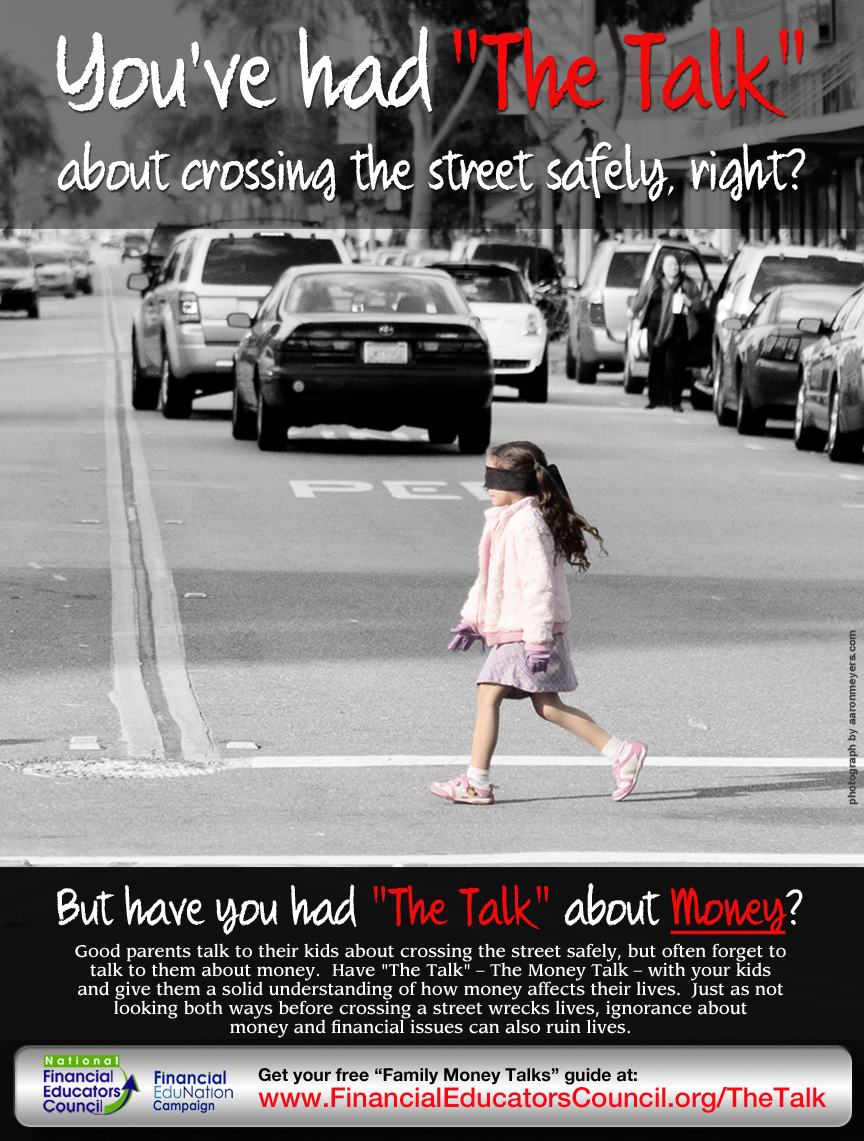 You've had "The Talk"
about crossing the street safely, right?
PE
photograph by aaronmeyers.com
But have you had "The Talk" about Money?
Good parents talk to their kids about crossing the street safely, but often forget to
talk to them about money.  Have "The Talk" – The Money Talk – with your kids
and give them a solid understanding of how money affects their lives.  Just as not
looking both ways before crossing a street wrecks lives, ignorance about
money and financial issues can also ruin lives.
National
Financial
Educators
Council
Financial
EduNation
Campaign
Get your free “Family Money Talks” guide at:
www.FinancialEducatorsCouncil.org/TheTalk